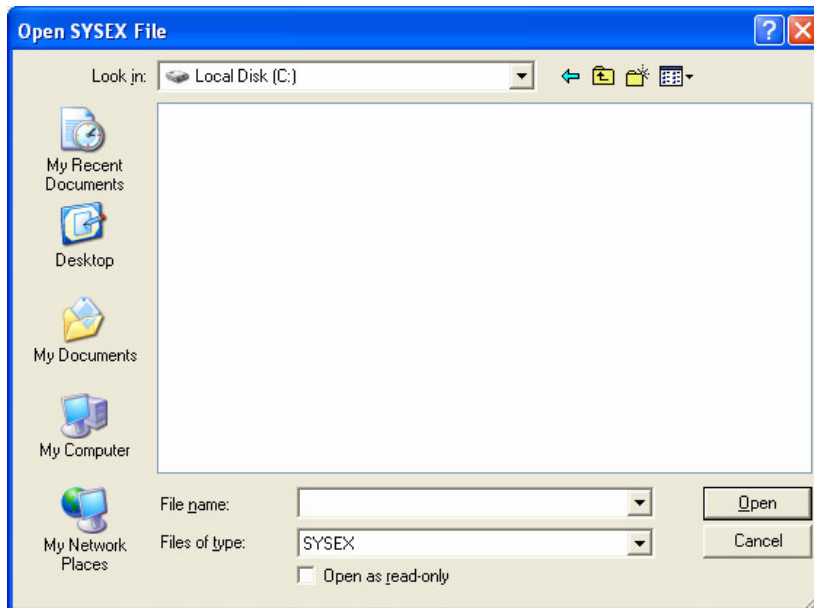 Open SYSEX File
Look in:
Local Disk (C:)
My Recent
Documents
Desktop
My Documents
My Computer
My Network
Places
File name:
Open
Files of type:
SYSEX
Cancel
Open as read-only